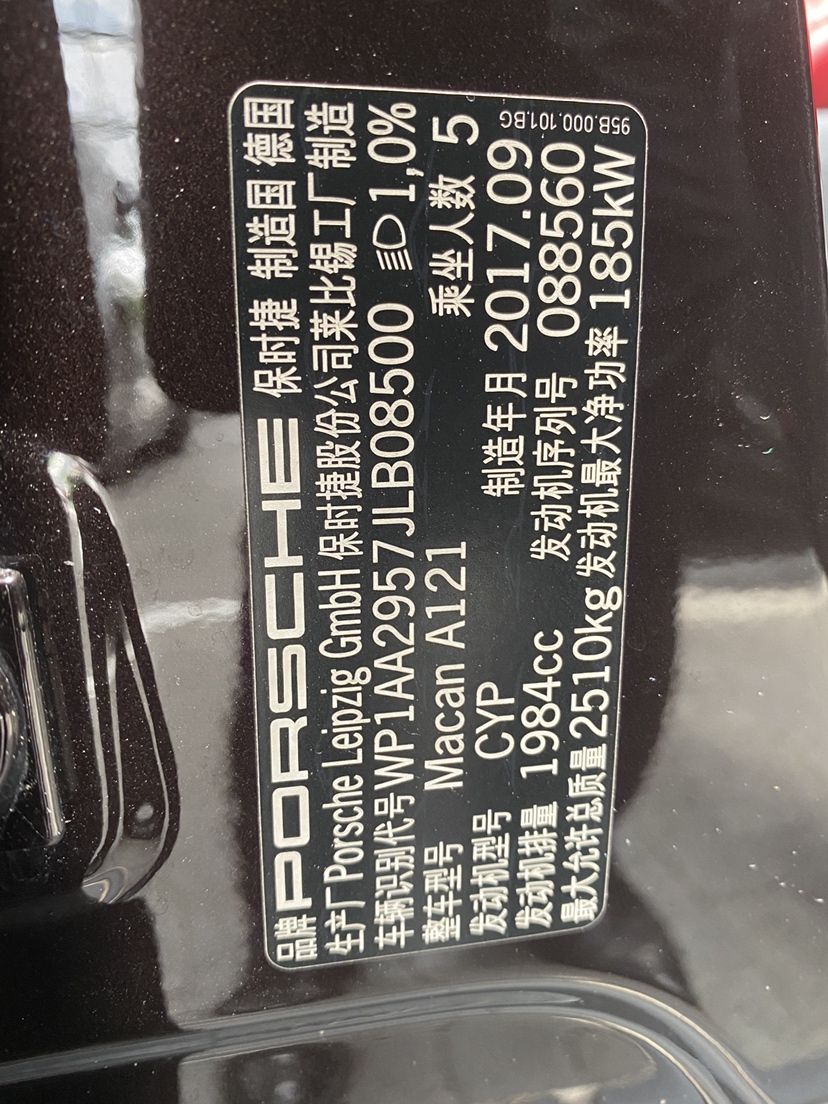 品牌 PORSCHE 保时捷 制造国 德国
生产厂 Porsche Leipzig GmbH 保时捷股份公司莱比锡工厂制造
车辆识别代号 WP1AA2957JLB08500 1,0%
整车型号 Macan A121 乘坐人数 5
发动机型号 CYP 制造年月 2017.09
发动机排量 1984cc 发动机序列号 088560
最大允许总质量 2510kg 发动机最大净功率 185kW
95B.000.101.BG